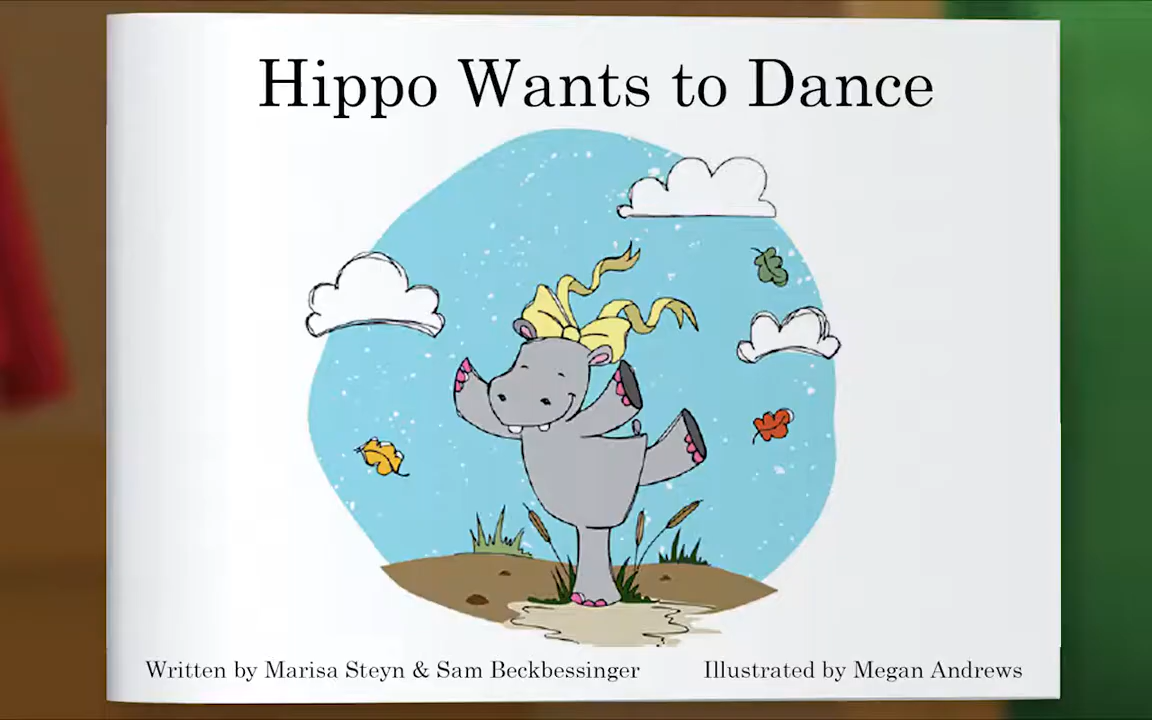 Hippo Wants to Dance
Written by Marisa Steyn & Sam Beckbessinger
Illustrated by Megan Andrews